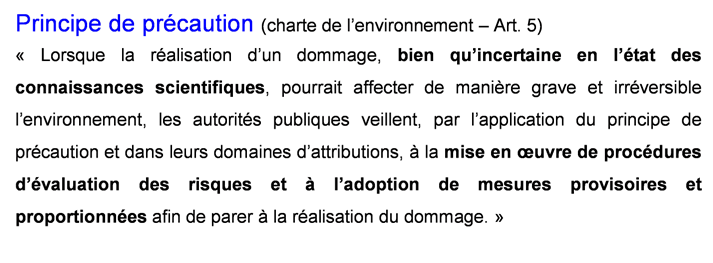 Principe de précaution (charte de l’environnement – Art. 5)
« Lorsque la réalisation d’un dommage, bien qu’incertaine en l’état des
connaissances scientifiques, pourrait affecter de manière grave et irréversible
l’environnement, les autorités publiques veillent, par l’application du principe de
précaution et dans leurs domaines d’attributions, à la mise en œuvre de procédures
d’évaluation des risques et à l’adoption de mesures provisoires et
proportionnées afin de parer à la réalisation du dommage. »